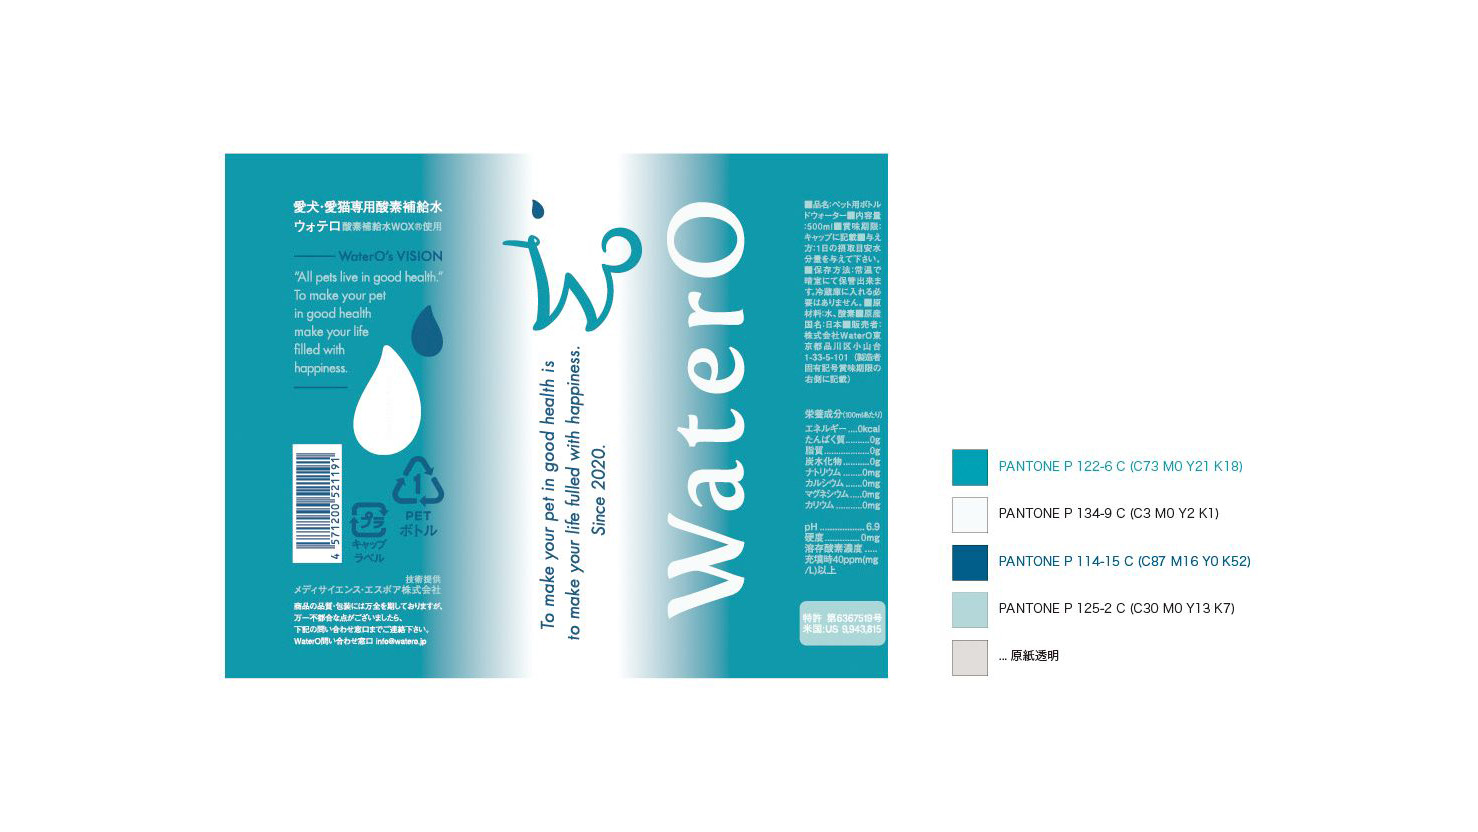 愛犬・愛猫専用酸素補給水
ウォテロ 酸素補給水WOX®使用
WaterO's VISION
“All pets live in good health.”
To make your pet
in good health
make your life
filled with
happiness.
4 571200 521191
1
PET
ボトル
プラ
キャップ
ラベル
技術提供
メディサイエンス・エスポア株式会社
商品の品質・包装には万全を期しておりますが、
万一不都合な点がございましたら、
下記の問い合わせ窓口までご連絡下さい。
WaterO問い合わせ窓口 info@watero.jp
To make your pet in good health is
to make your life fulled with happiness.
Since 2020.
WaterO
■品名:ペット用ボトル
ドウォーター■内容量
:500ml■賞味期限:
キャップに記載■与え
方:1日の摂取目安水
分量を与えて下さい。
■保存方法:常温で
暗室にて保管出来ま
す。冷蔵庫に入れる必
要はありません。■原
材料:水、酸素■原産
国名:日本■販売者:
株式会社WaterO東
京都品川区小山台
1-33-5-101 (製造者
固有記号賞味期限の
右側に記載)
栄養成分(100mlあたり)
エネルギー....0kcal
たんぱく質..........0g
脂質...................0g
炭水化物...........0g
ナトリウム........0mg
カルシウム.......0mg
マグネシウム.....0mg
カリウム...........0mg
pH..................6.9
硬度..............0mg
溶存酸素濃度.....
充填時40ppm(mg
/L)以上
特許 第6367519号
米国:US 9,943,815
PANTONE P 122-6 C (C73 M0 Y21 K18)
PANTONE P 134-9 C (C3 M0 Y2 K1)
PANTONE P 114-15 C (C87 M16 Y0 K52)
PANTONE P 125-2 C (C30 M0 Y13 K7)
... 原紙透明